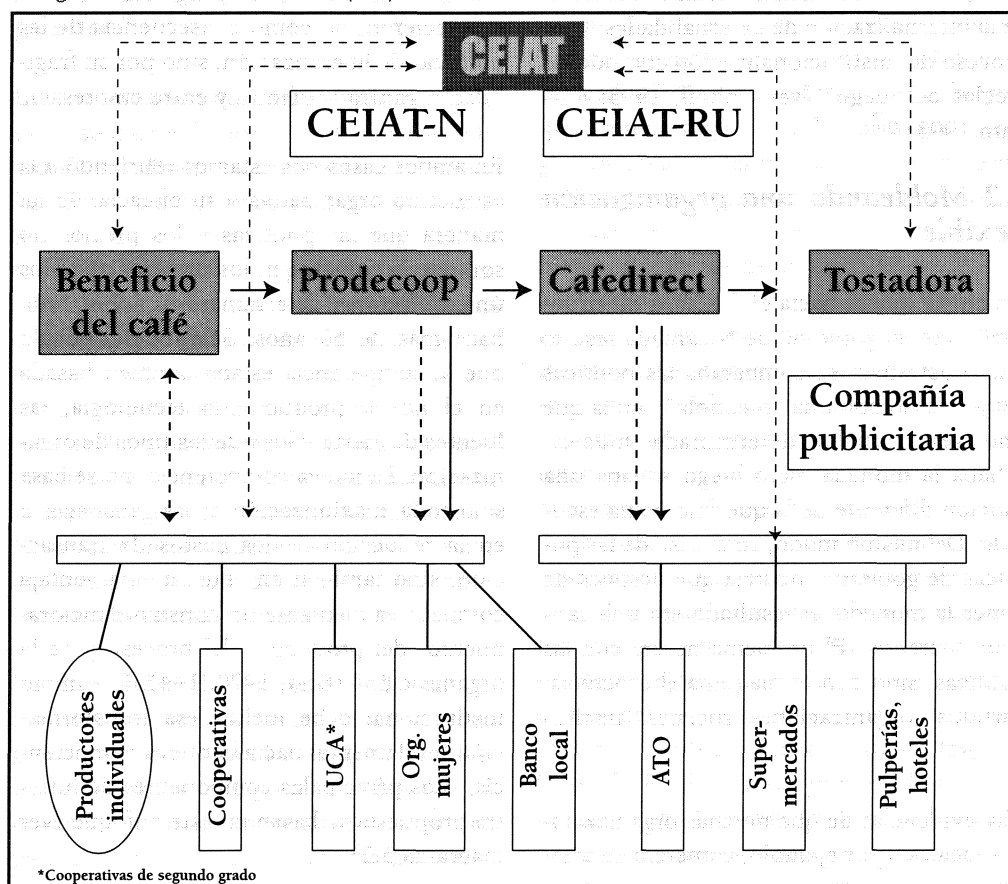 CEIAT
CEIAT-N
CEIAT-RU
Beneficio
del café
Prodecoop
Cafedirect
Tostadora
Compañía
publicitaria
Productores
individuales
Cooperativas
UCA*
Org.
mujeres
Banco
local
ATO
Super-
mercados
Pulperías,
hoteles
*Cooperativas de segundo grado